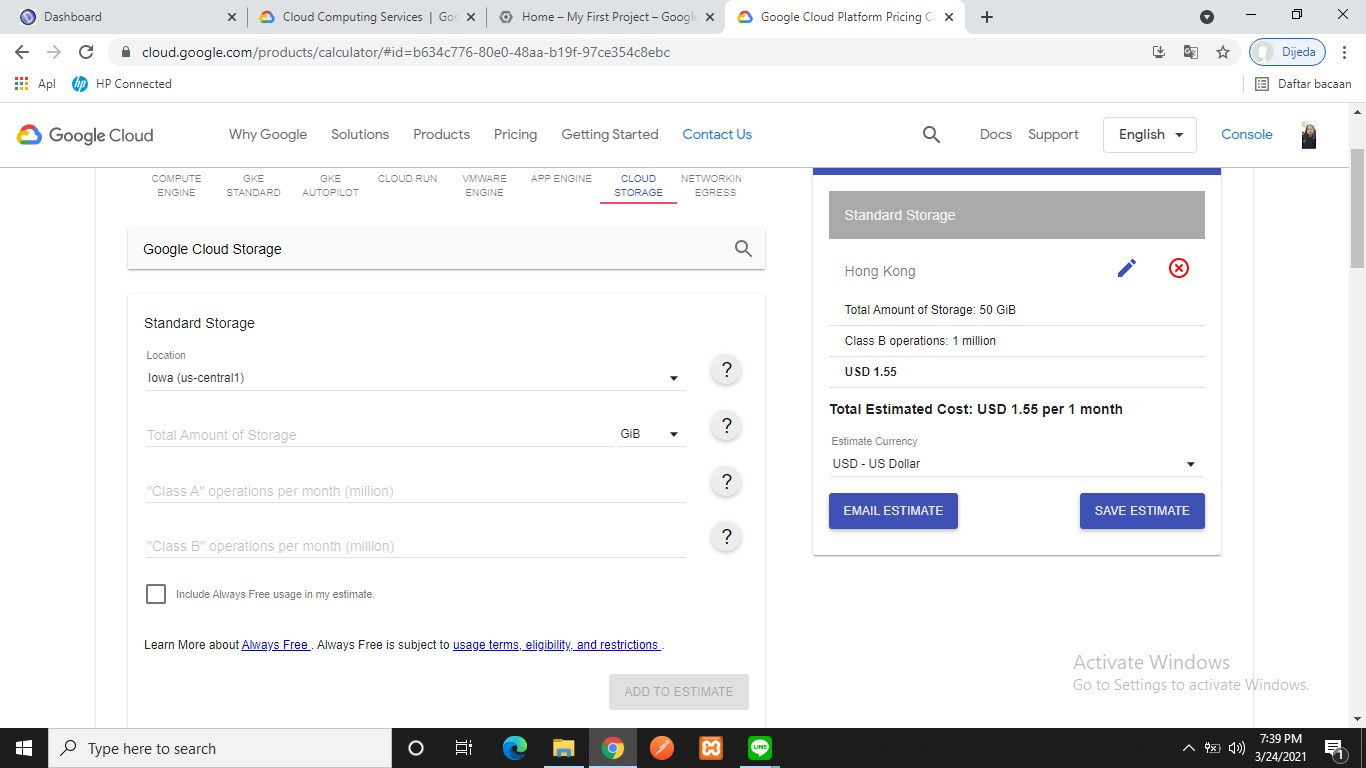 Dashboard
Cloud Computing Services | Goo
Home – My First Project – Google
Google Cloud Platform Pricing Ca
cloud.google.com/products/calculator/#id=b634c776-80e0-48aa-b19f-97ce354c8ebc
Dijeda
Apl
HP Connected
Daftar bacaan
Google Cloud
Why Google
Solutions
Products
Pricing
Getting Started
Contact Us
Docs
Support
English
Console
COMPUTE
ENGINE
GKE
STANDARD
GKE
AUTOPILOT
CLOUD RUN
VMWARE
ENGINE
APP ENGINE
CLOUD
STORAGE
NETWORKIN
EGRESS
Google Cloud Storage
Standard Storage
Location
Iowa (us-central1)
?
Total Amount of Storage
GiB
?
"Class A" operations per month (million)
?
"Class B" operations per month (million)
?
Include Always Free usage in my estimate.
Learn More about Always Free . Always Free is subject to usage terms, eligibility, and restrictions .
ADD TO ESTIMATE
Standard Storage
Hong Kong
Total Amount of Storage: 50 GiB
Class B operations: 1 million
USD 1.55
Total Estimated Cost: USD 1.55 per 1 month
Estimate Currency
USD - US Dollar
EMAIL ESTIMATE
SAVE ESTIMATE
Activate Windows
Go to Settings to activate Windows.
Type here to search
LINE
7:39 PM
3/24/2021
1